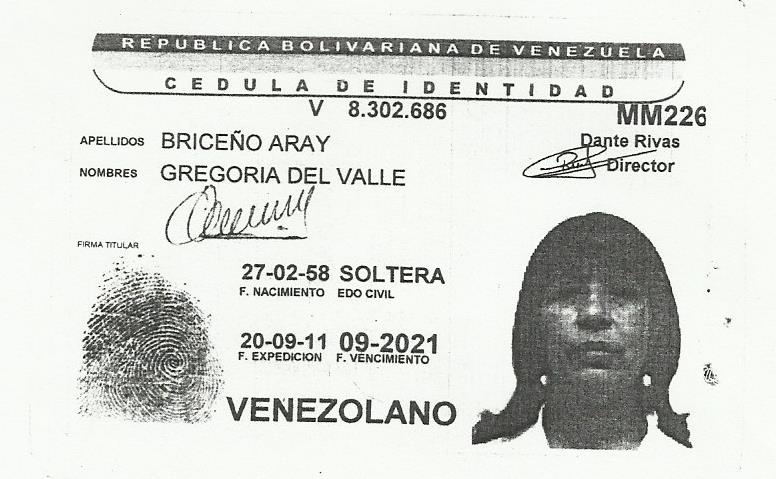 REPUBLICA BOLIVARIANA DE VENEZUELA
CEDULA DE IDENTIDAD
V 8.302.686 MM226
APELLIDOS BRICEÑO ARAY
Dante Rivas
Director
NOMBRES GREGORIA DEL VALLE
FIRMA TITULAR
27-02-58 SOLTERA
F. NACIMIENTO EDO CIVIL
20-09-11 09-2021
F. EXPEDICION F. VENCIMIENTO
VENEZOLANO